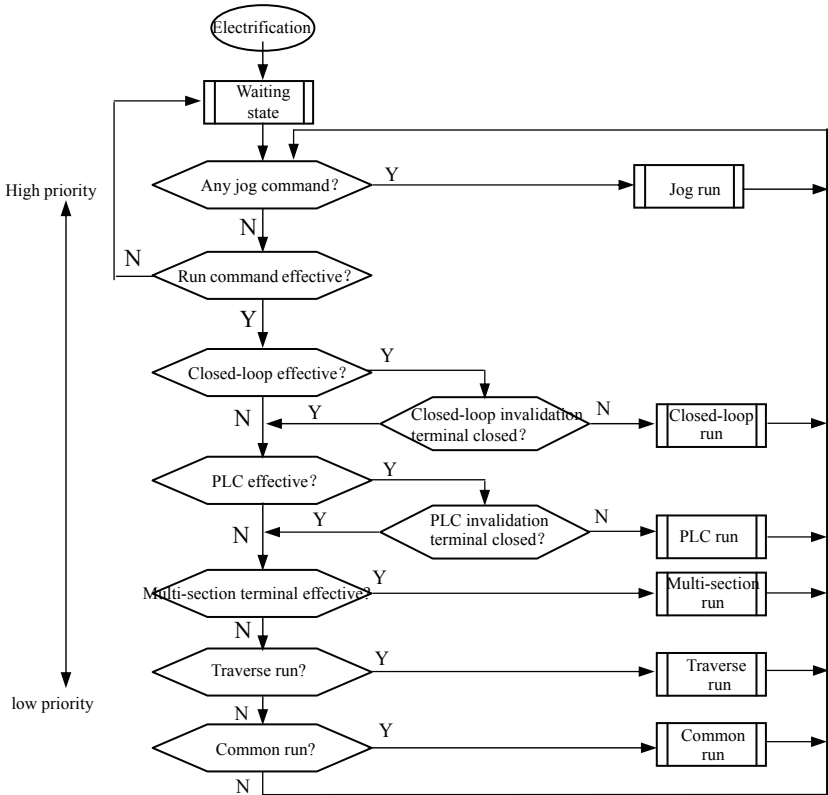 Electrification
Waiting
state
Any jog command?
Y
Jog run
High priority
N
N
Run command effective?
Y
Closed-loop effective?
Y
N
Y
Closed-loop invalidation
terminal closed?
N
Closed-loop
run
PLC effective?
Y
N
Y
PLC invalidation
terminal closed?
N
PLC run
Multi-section terminal effective?
Y
Multi-section
run
N
Traverse run?
Y
Traverse
run
low priority
N
Common run?
Y
Common
run
N